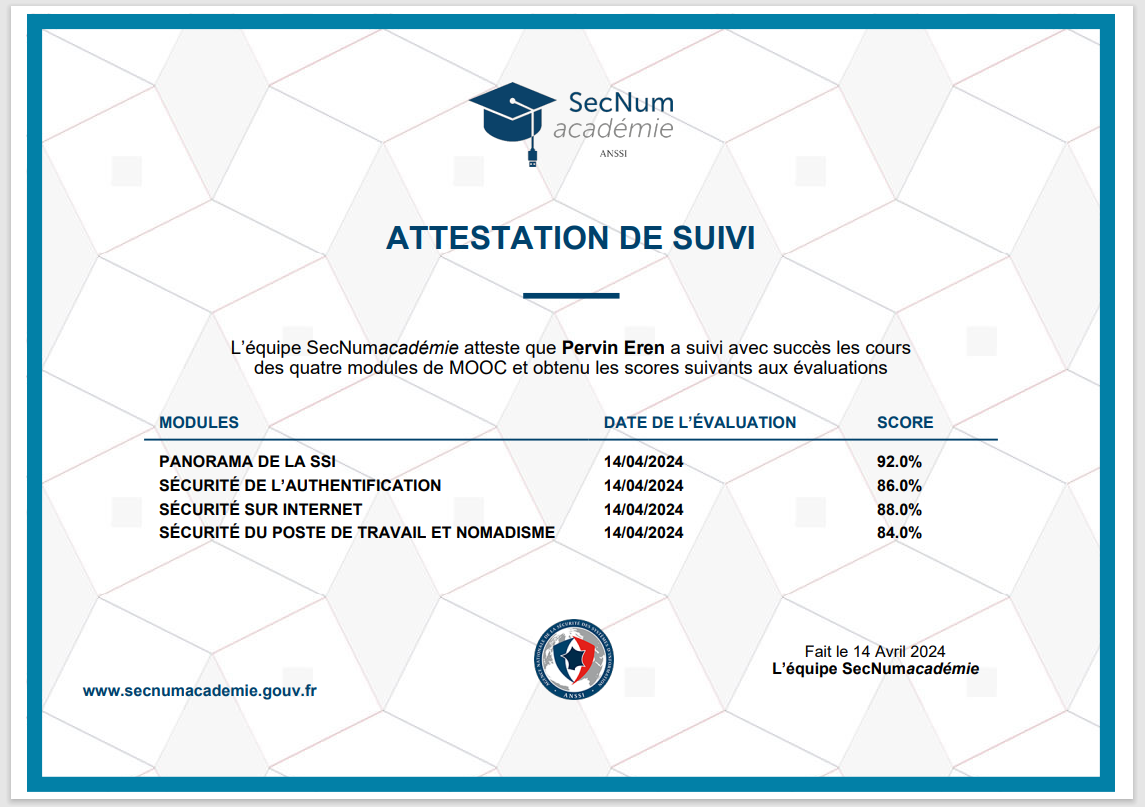 SecNum
académie
ANSSI
ATTESTATION DE SUIVI
L’équipe SecNumacadémie atteste que Pervin Eren a suivi avec succès les cours
des quatre modules de MOOC et obtenu les scores suivants aux évaluations
MODULES DATE DE L’ÉVALUATION SCORE
PANORAMA DE LA SSI 14/04/2024 92.0%
SÉCURITÉ DE L’AUTHENTIFICATION 14/04/2024 86.0%
SÉCURITÉ SUR INTERNET 14/04/2024 88.0%
SÉCURITÉ DU POSTE DE TRAVAIL ET NOMADISME 14/04/2024 84.0%
AGENCE NATIONALE DE LA SÉCURITÉ DES SYSTÈMES D’INFORMATION
ANSSI
Fait le 14 Avril 2024
L’équipe SecNumacadémie
www.secnumacademie.gouv.fr